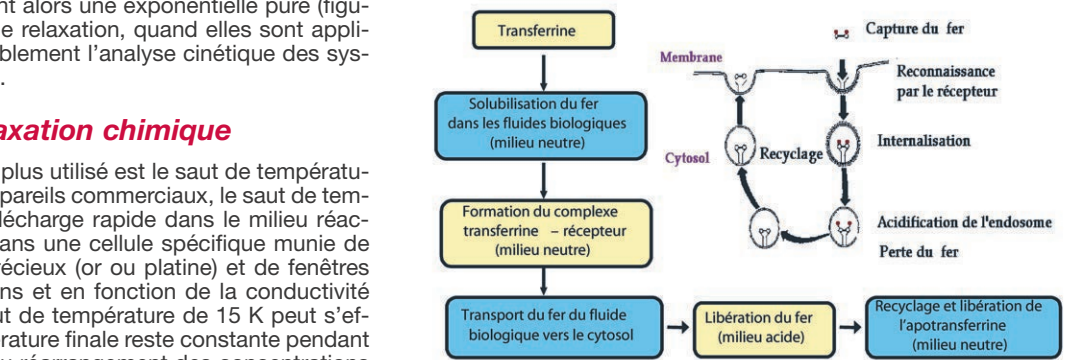 nt alors une exponentielle pure (figu-
e relaxation, quand elles sont appli-
blement l'analyse cinétique des sys-
.
axation chimique
plus utilisé est le saut de températu-
pareils commerciaux, le saut de tem-
lécharge rapide dans le milieu réac-
ans une cellule spécifique munie de
récieux (or ou platine) et de fenêtres
ns et en fonction de la conductivité
ut de température de 15 K peut s'ef-
érature finale reste constante pendant
u réarrangement des concentrations
Transferrine
Solubilisation du fer
dans les fluides biologiques
(milieu neutre)
Formation du complexe
transferrine – récepteur
(milieu neutre)
Transport du fer du fluide
biologique vers le cytosol
Libération du fer
(milieu acide)
Recyclage et libération de
l'apotransferrine
(milieu neutre)
Capture du fer
Membrane
Reconnaissance
par le récepteur
Internalisation
Cytosol
Recyclage
Acidification de l'endosome
Perte du fer